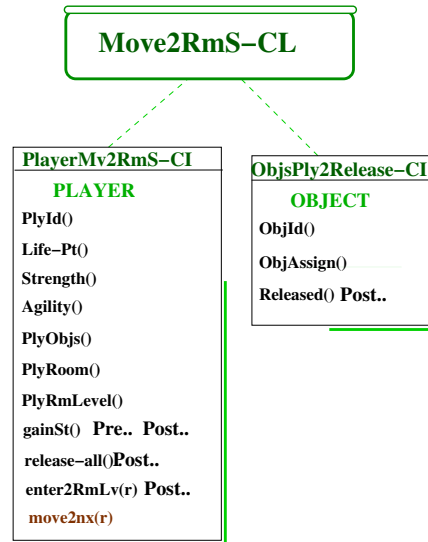 Move2RmS−CL
PlayerMv2RmS−CI
PLAYER
PlyId()
Life−Pt()
Strength()
Agility()
PlyObjs()
PlyRoom()
PlyRmLevel()
gainSt() Pre.. Post..
release−all()Post..
enter2RmLv(r) Post..
move2nx(r)
ObjsPly2Release−CI
OBJECT
ObjId()
ObjAssign()
Released() Post..